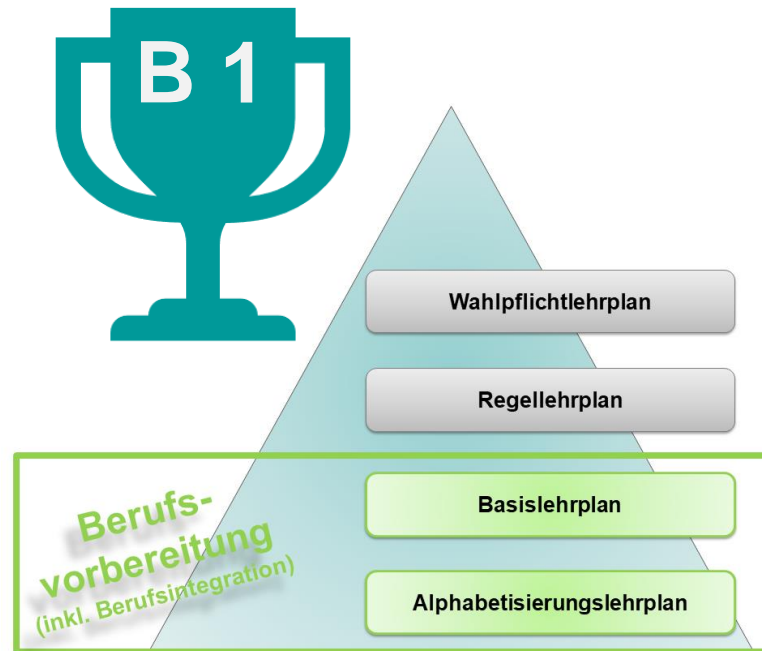 B 1
Wahlpflichtlehrplan
Regellehrplan
Basislehrplan
Alphabetisierungslehrplan
Berufs-
vorbereitung
(inkl. Berufsintegration)